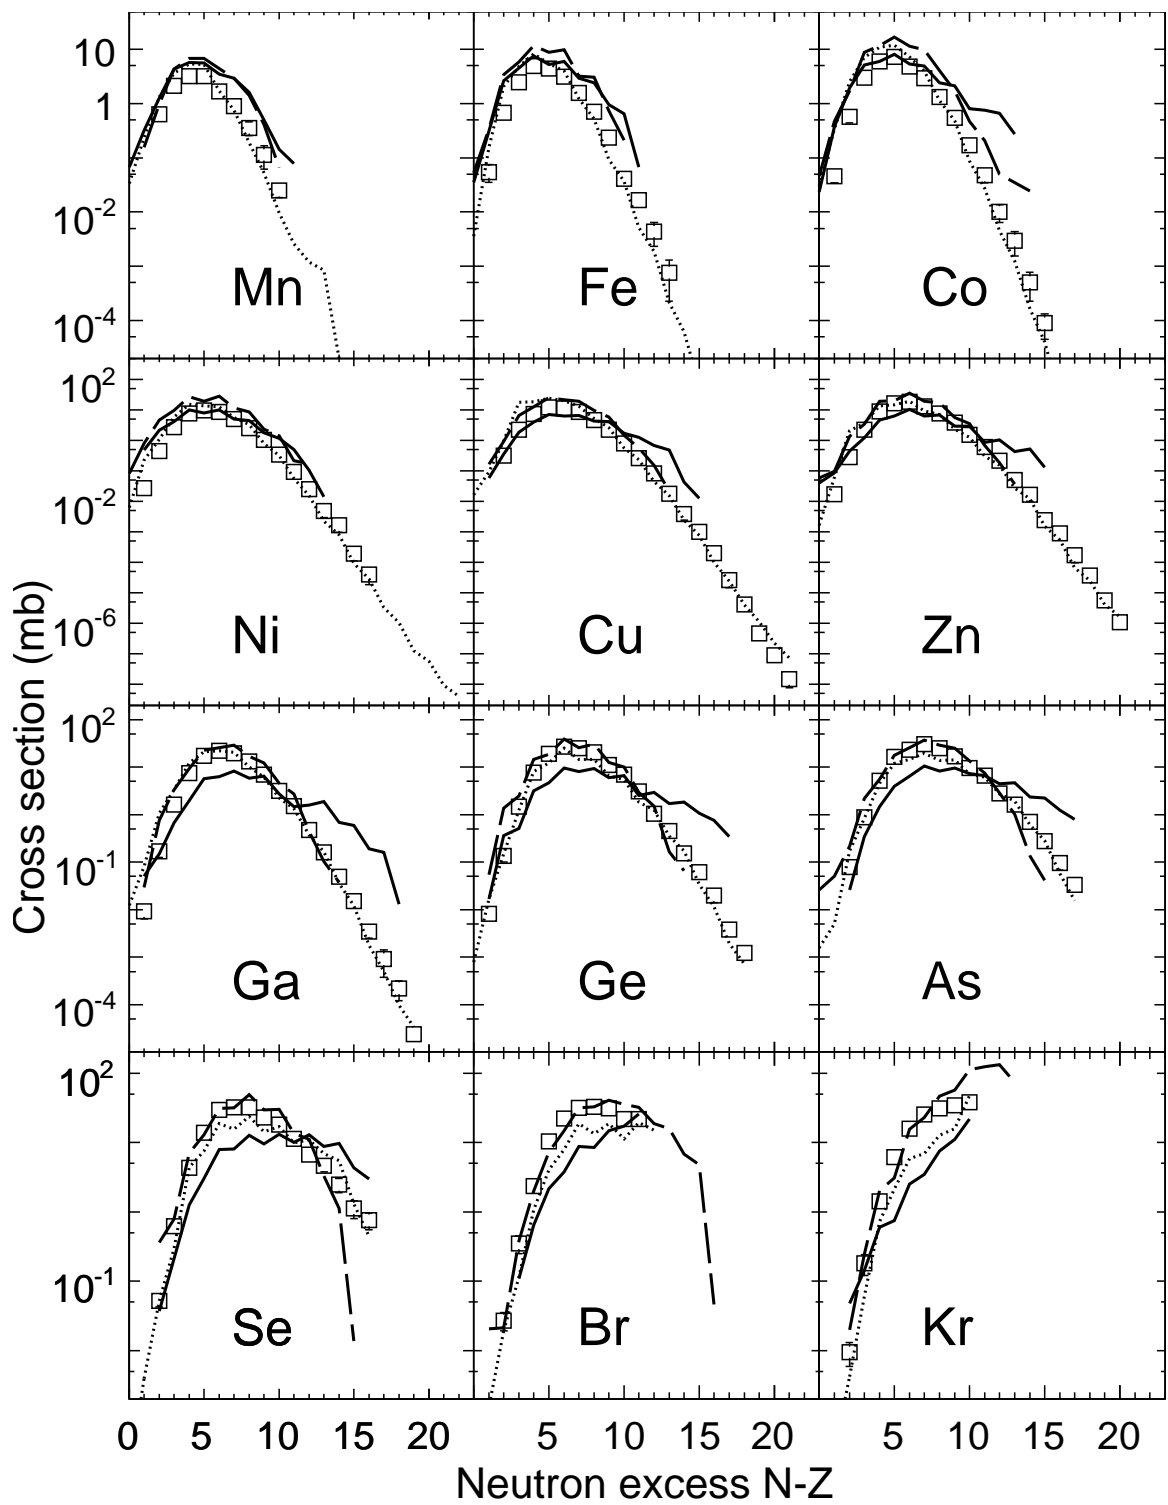 10
1
10-2
10-4
Mn
Fe
Co
102
10-2
10-6
Ni
Cu
Zn
Cross section (mb)
102
10-1
10-4
Ga
Ge
As
102
10-1
Se
Br
Kr
0 5 10 15 20 5 10 15 20 5 10 15 20
Neutron excess N-Z